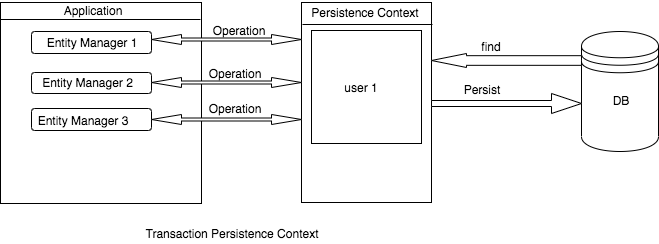 Application
Persistence Context
Entity Manager 1
Operation
find
Entity Manager 2
Operation
user 1
Persist
DB
Entity Manager 3
Operation
Transaction Persistence Context